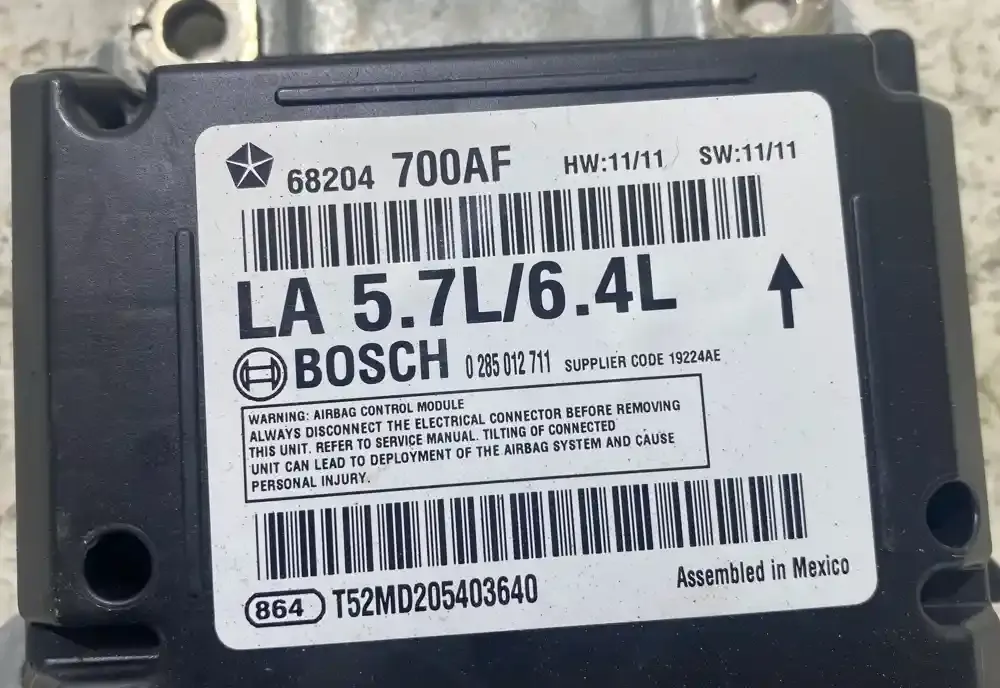 68204 700AF HW:11/11 SW:11/11
LA 5.7L/6.4L
BOSCH 0 285 012 711 SUPPLIER CODE 19224AE
WARNING: AIRBAG CONTROL MODULE
ALWAYS DISCONNECT THE ELECTRICAL CONNECTOR BEFORE REMOVING
THIS UNIT. REFER TO SERVICE MANUAL. TILTING OF CONNECTED
UNIT CAN LEAD TO DEPLOYMENT OF THE AIRBAG SYSTEM AND CAUSE
PERSONAL INJURY.
864 T52MD205403640 Assembled in Mexico